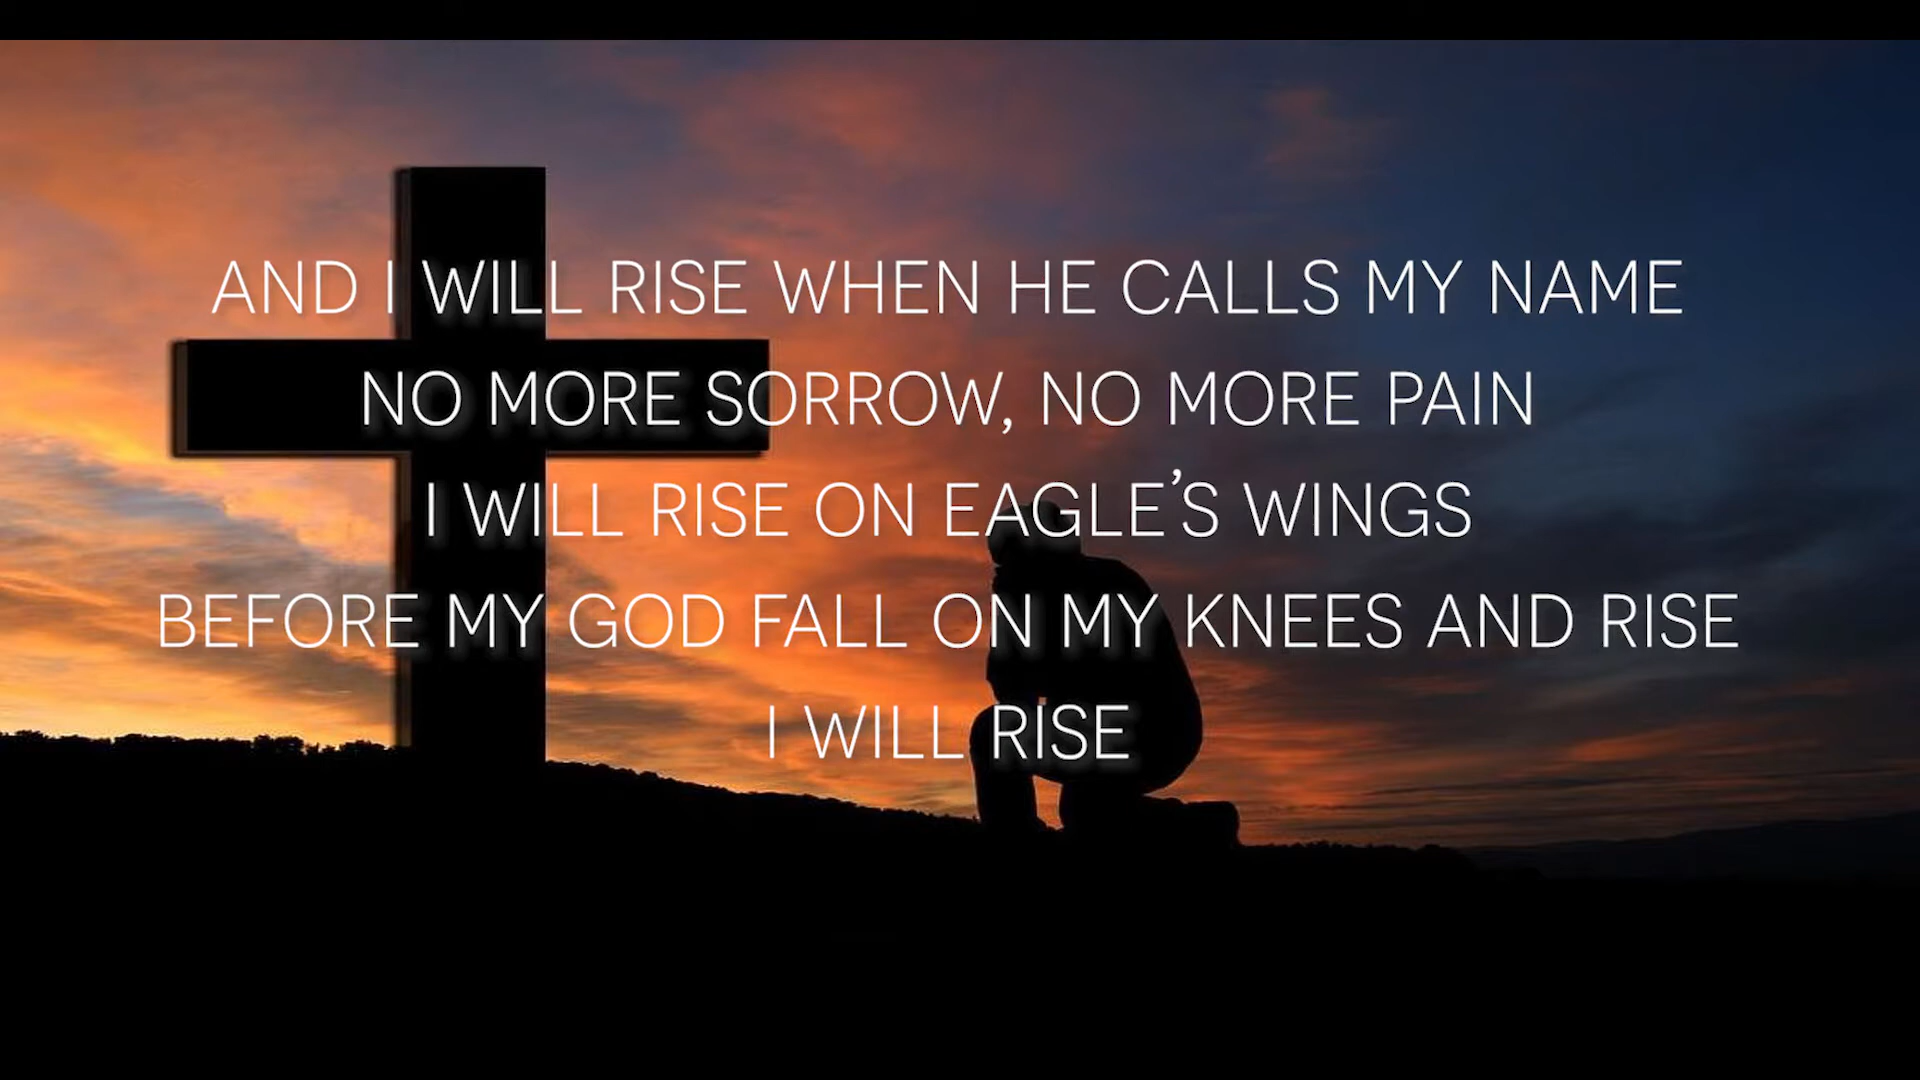 AND I WILL RISE WHEN HE CALLS MY NAME
NO MORE SORROW, NO MORE PAIN
I WILL RISE ON EAGLE’S WINGS
BEFORE MY GOD FALL ON MY KNEES AND RISE
I WILL RISE